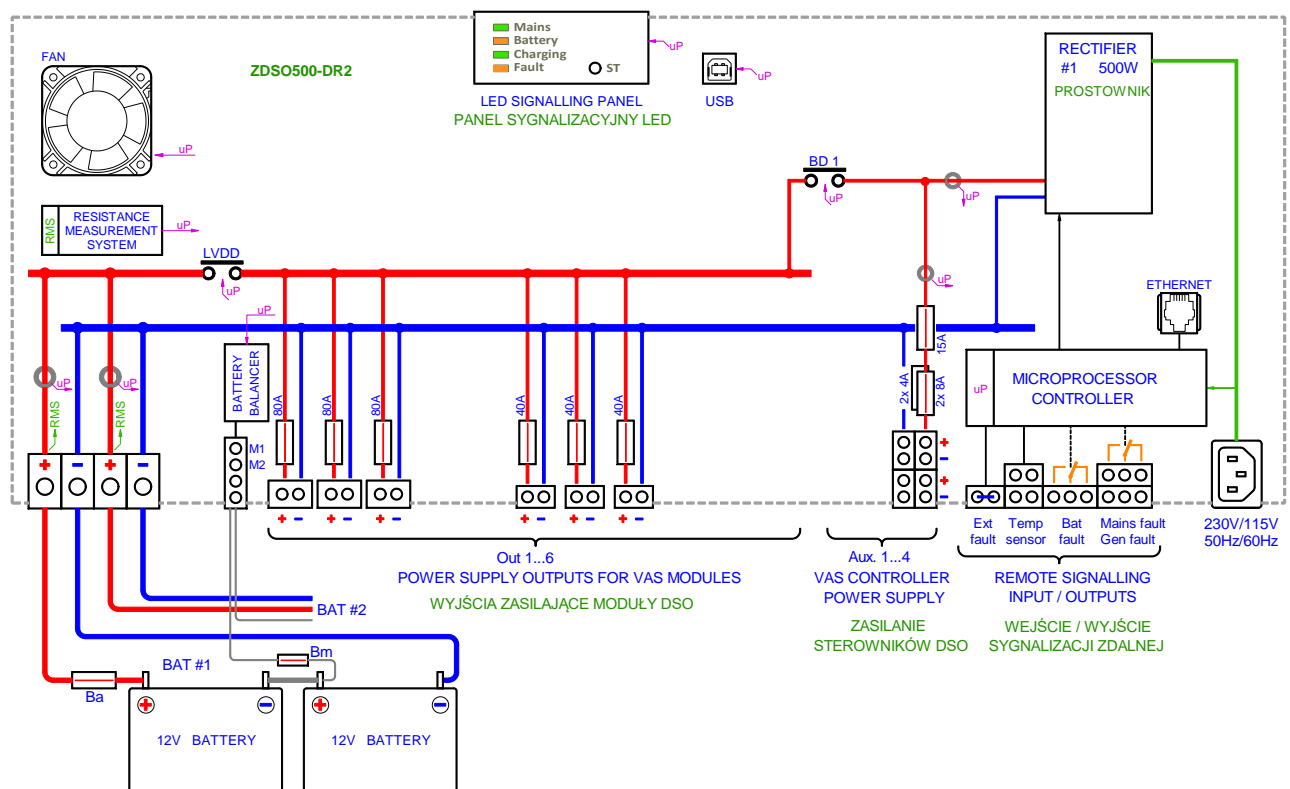 Mains
Battery
Charging
Fault
ST
uP
LED SIGNALLING PANEL
PANEL SYGNALIZACYJNY LED
uP
USB
FAN
ZDSO500-DR2
uP
RECTIFIER
#1 500W
PROSTOWNIK
BD 1
uP
uP
RMS
RESISTANCE
MEASUREMENT
SYSTEM
uP
LVDD
uP
uP
uP
ETHERNET
uP
uP
RMS
RMS
BATTERY
BALANCER
M1
M2
80A
80A
80A
40A
40A
40A
15A
2x 4A
2x 8A
uP
MICROPROCESSOR
CONTROLLER
+
−
+
−
+
−
+
−
+ −
+ −
+ −
+ −
+ −
+ −
Ext
fault
Temp
sensor
Bat
fault
Mains fault
Gen fault
230V/115V
50Hz/60Hz
Out 1...6
POWER SUPPLY OUTPUTS FOR VAS MODULES
WYJŚCIA ZASILAJĄCE MODUŁY DSO
Aux. 1...4
VAS CONTROLLER
POWER SUPPLY
ZASILANIE
STEROWNIKÓW DSO
REMOTE SIGNALLING
INPUT / OUTPUTS
WEJŚCIE / WYJŚCIE
SYGNALIZACJI ZDALNEJ
BAT #2
BAT #1
Bm
Ba
+
−
+
−
12V BATTERY
12V BATTERY